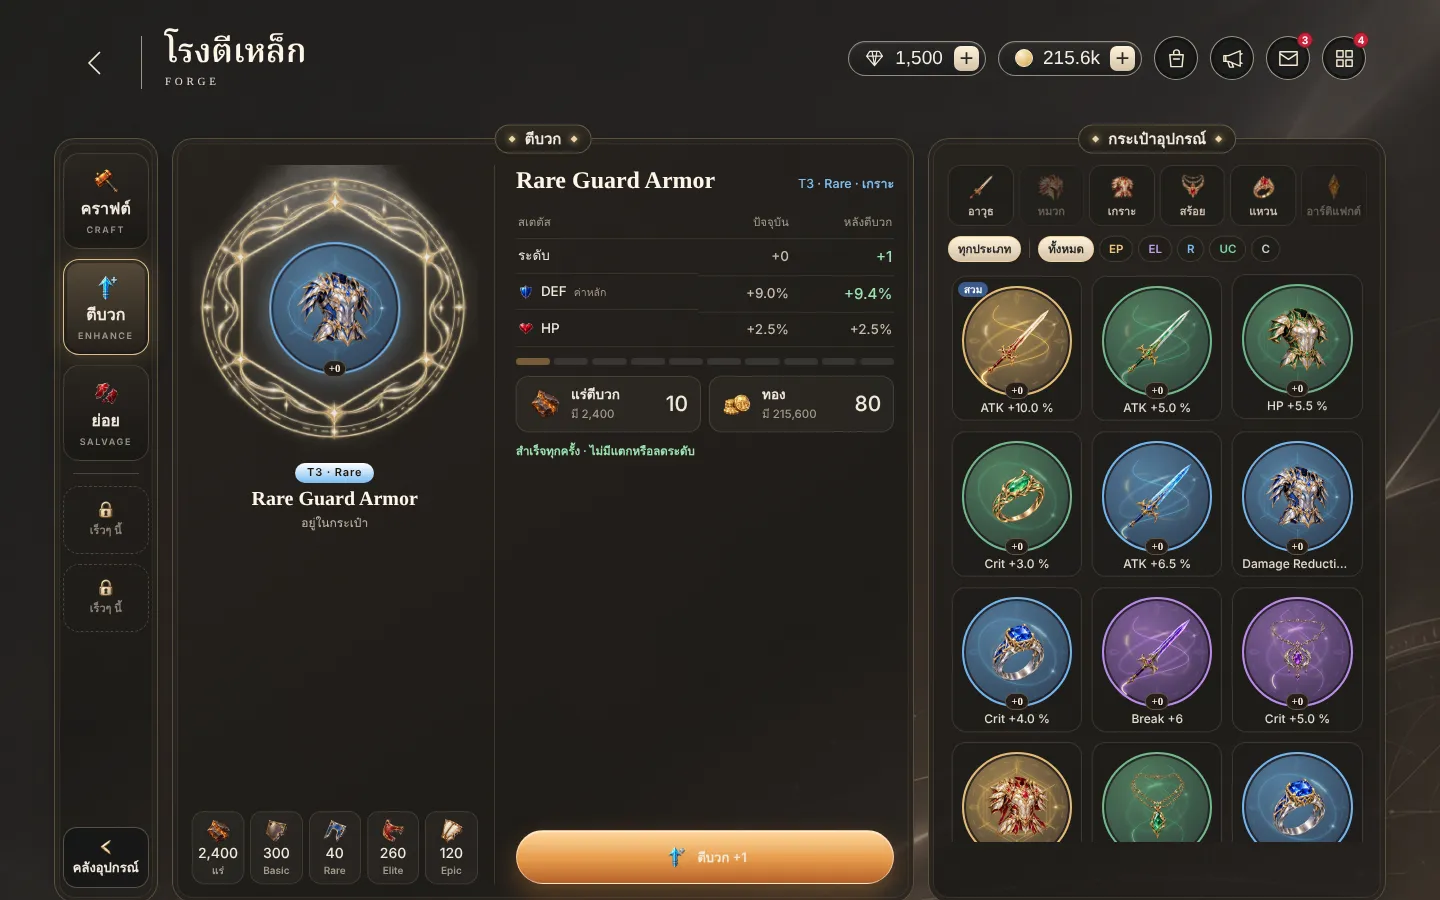 โรงตีเหล็ก
FORGE
1,500
215.6k
3
4
คราฟต์
CRAFT
ตีบวก
ENHANCE
ย่อย
SALVAGE
เร็วๆ นี้
เร็วๆ นี้
คลังอุปกรณ์
ตีบวก
+0
T3 · Rare
Rare Guard Armor
อยู่ในกระเป๋า
2,400
แร่
300
Basic
40
Rare
260
Elite
120
Epic
Rare Guard Armor
T3 · Rare · เกราะ
สเตตัส ปัจจุบัน หลังตีบวก
ระดับ +0 +1
DEF ค่าหลัก +9.0% +9.4%
HP +2.5% +2.5%
แร่ตีบวก
มี 2,400
10
ทอง
มี 215,600
80
สำเร็จทุกครั้ง · ไม่มีแตกหรือลดระดับ
ตีบวก +1
กระเป๋าอุปกรณ์
อาวุธ หมวก เกราะ สร้อย แหวน อาร์ติแฟกต์
ทุกประเภท ทั้งหมด EP EL R UC C
สวม
+0 +0 +0
ATK +10.0 % ATK +5.0 % HP +5.5 %
+0 +0 +0
Crit +3.0 % ATK +6.5 % Damage Reducti...
+0 +0 +0
Crit +4.0 % Break +6 Crit +5.0 %